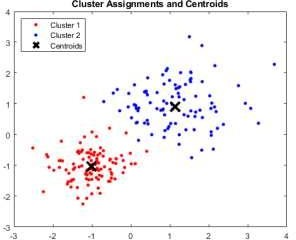 Cluster Assignments and Centroids
4
3
2
1
0
-1
-2
-3
Cluster 1
Cluster 2
Centroids
-3 -2 -1 0 1 2 3 4